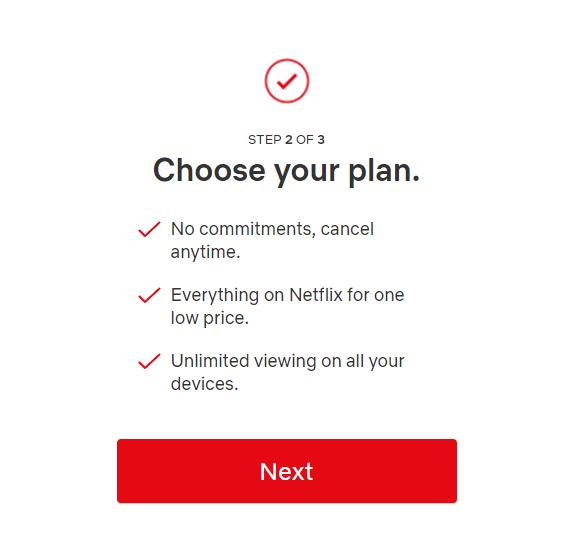 STEP 2 OF 3
Choose your plan.
No commitments, cancel
anytime.
Everything on Netflix for one
low price.
Unlimited viewing on all your
devices.
Next